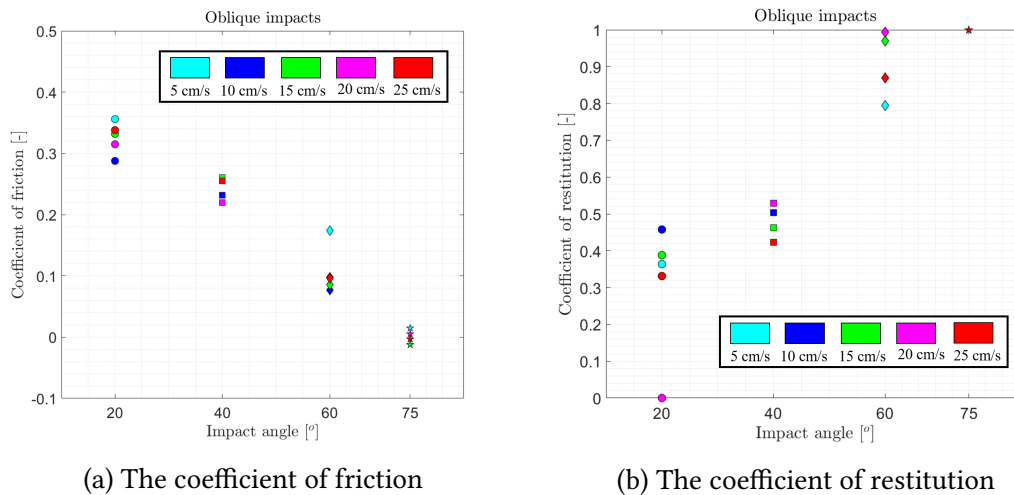 Oblique impacts
0.5
0.4
0.3
0.2
0.1
0
-0.1
Coefficient of friction [-]
5 cm/s 10 cm/s 15 cm/s 20 cm/s 25 cm/s
20 40 60 75
Impact angle [o]
(a) The coefficient of friction
Oblique impacts
1
0.9
0.8
0.7
0.6
0.5
0.4
0.3
0.2
0.1
0
Coefficient of restitution [-]
5 cm/s 10 cm/s 15 cm/s 20 cm/s 25 cm/s
20 40 60 75
Impact angle [o]
(b) The coefficient of restitution